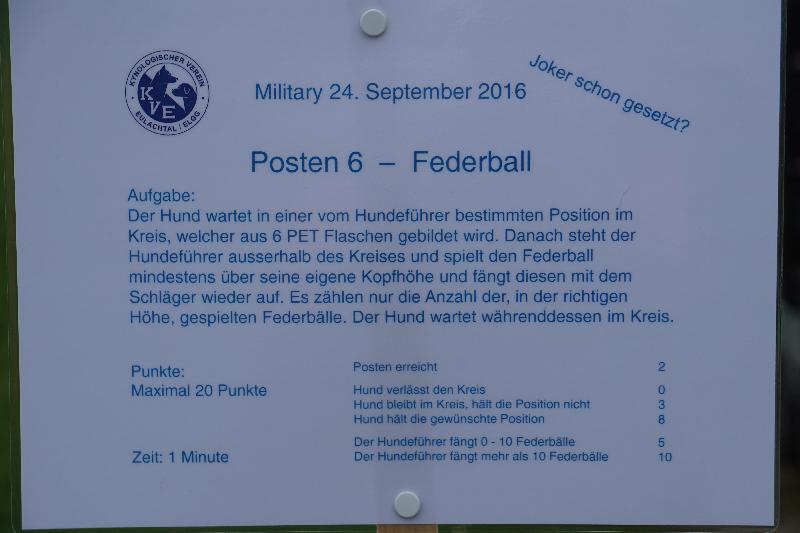 KYNOLOGISCHER VEREIN
KVE
EULACHTAL / ELGG
Military 24. September 2016
Joker schon gesetzt?
Posten 6 – Federball
Aufgabe:
Der Hund wartet in einer vom Hundeführer bestimmten Position im
Kreis, welcher aus 6 PET Flaschen gebildet wird. Danach steht der
Hundeführer ausserhalb des Kreises und spielt den Federball
mindestens über seine eigene Kopfhöhe und fängt diesen mit dem
Schläger wieder auf. Es zählen nur die Anzahl der, in der richtigen
Höhe, gespielten Federbälle. Der Hund wartet währenddessen im Kreis.
Punkte:
Maximal 20 Punkte
Posten erreicht 2
Hund verlässt den Kreis 0
Hund bleibt im Kreis, hält die Position nicht 3
Hund hält die gewünschte Position 8
Der Hundeführer fängt 0 - 10 Federbälle 5
Zeit: 1 Minute
Der Hundeführer fängt mehr als 10 Federbälle 10